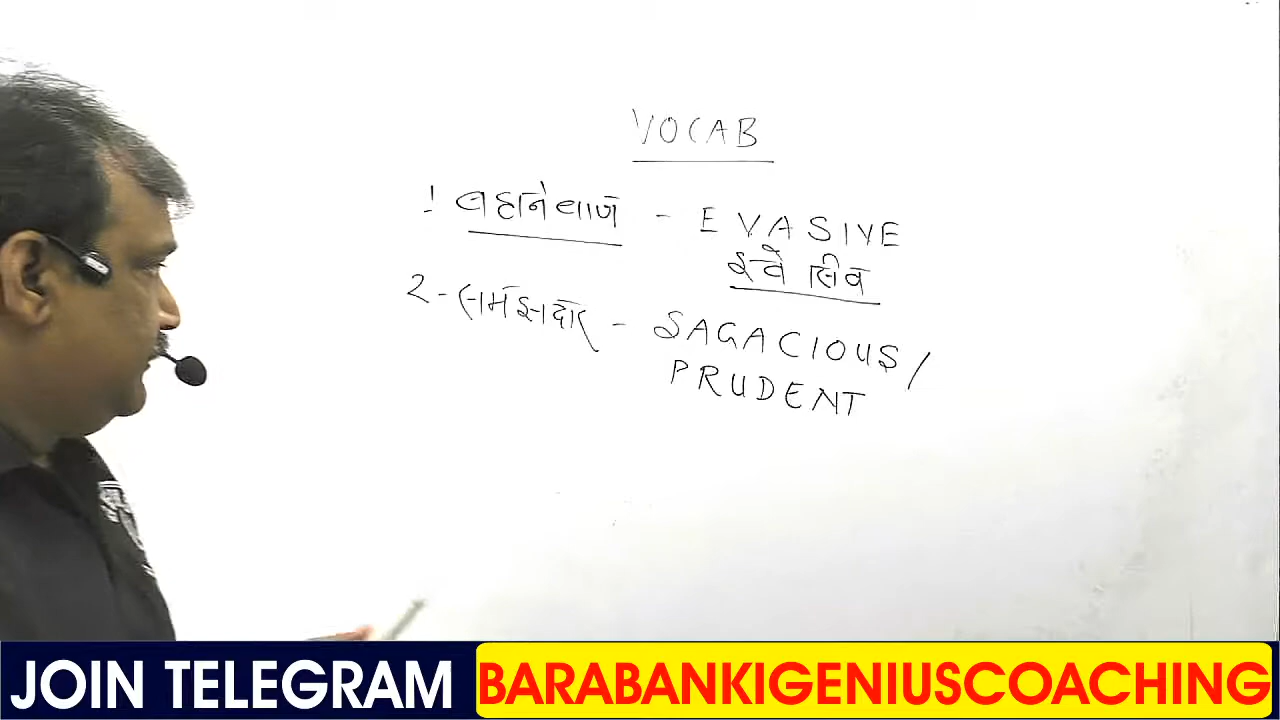 VOCAB
1 बहानेबाज - EVASIVE
इवेसिव
2- समझदार - SAGACIOUS/
PRUDENT
JOIN TELEGRAM BARABANKIGENIUSCOACHING